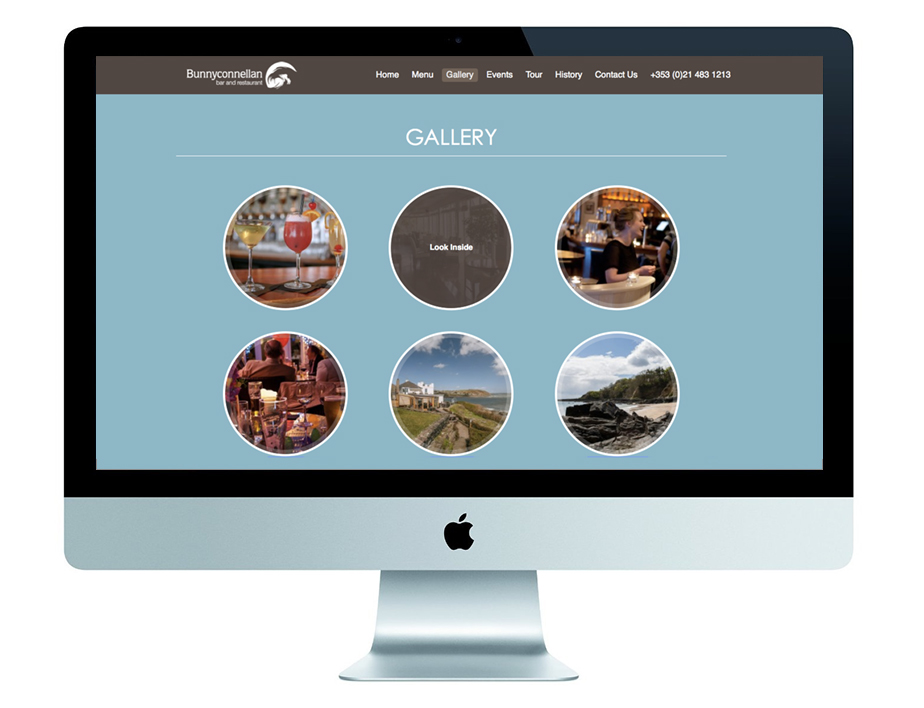 Bunnyconnellan
bar and restaurant
Home Menu Gallery Events Tour History Contact Us +353 (0)21 483 1213
GALLERY
Look Inside